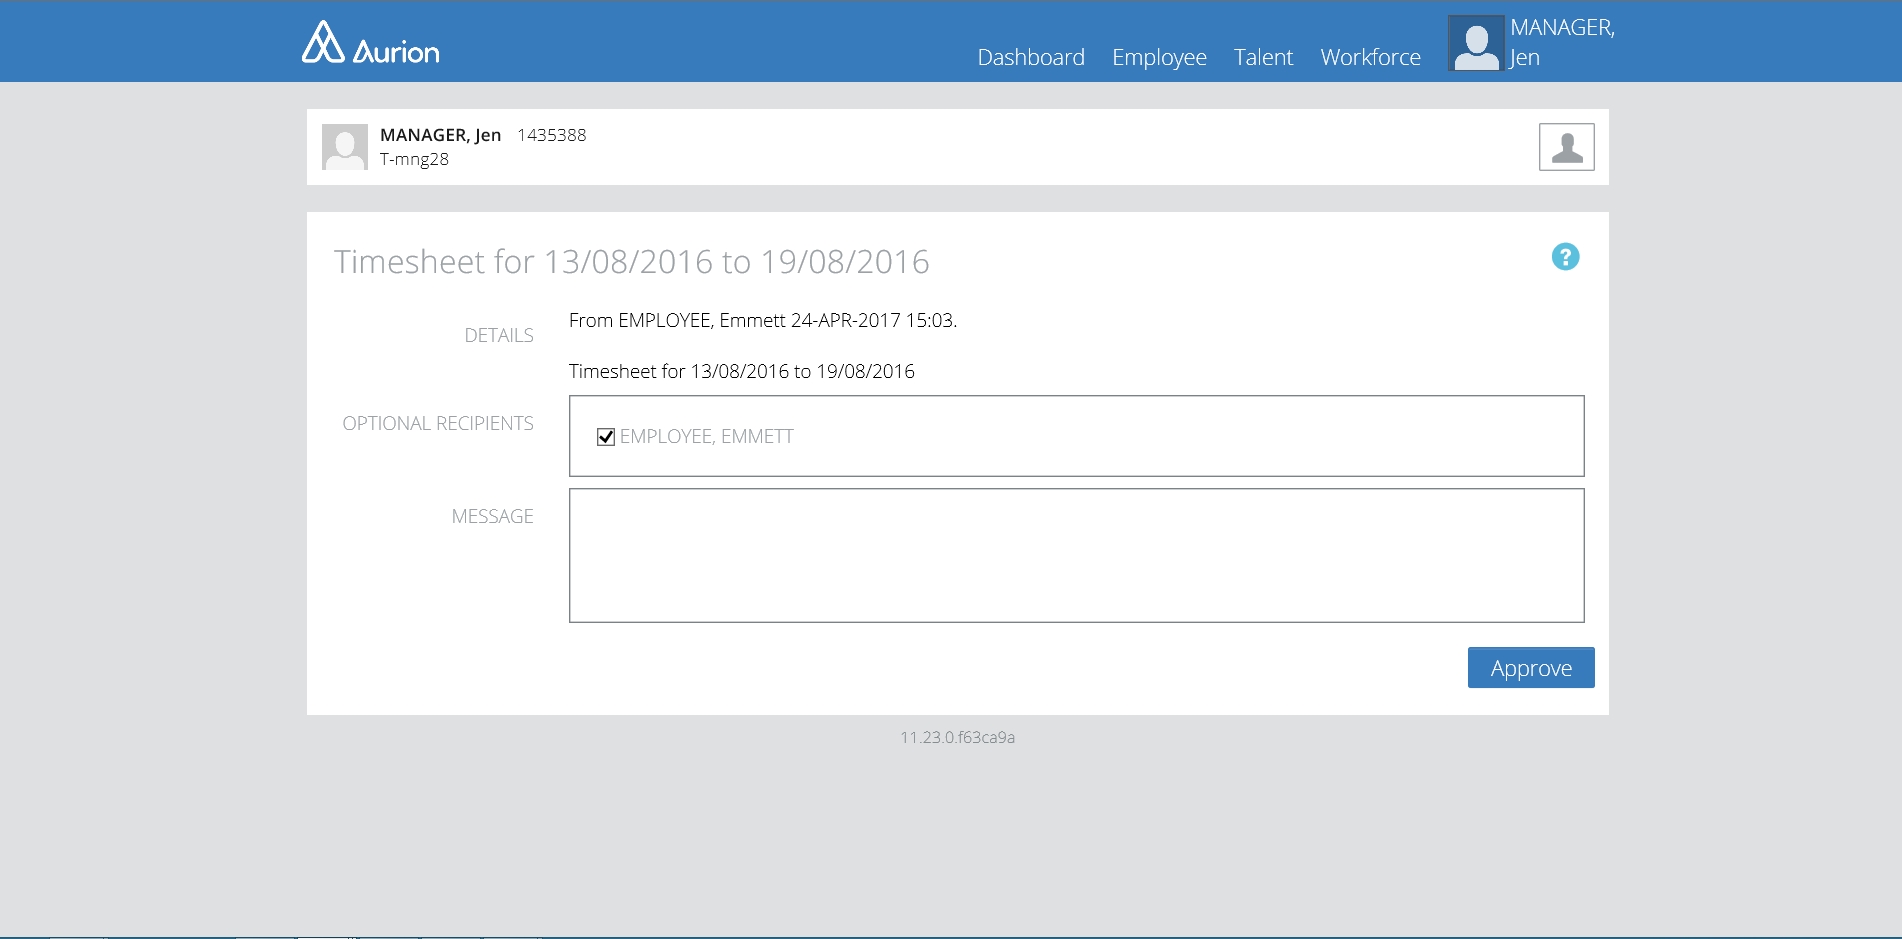 Aurion
Dashboard Employee Talent Workforce
MANAGER,
Jen
MANAGER, Jen 1435388
T-mng28
Timesheet for 13/08/2016 to 19/08/2016
?
DETAILS
From EMPLOYEE, Emmett 24-APR-2017 15:03.
Timesheet for 13/08/2016 to 19/08/2016
OPTIONAL RECIPIENTS
EMPLOYEE, EMMETT
MESSAGE
Approve
11.23.0.f63ca9a